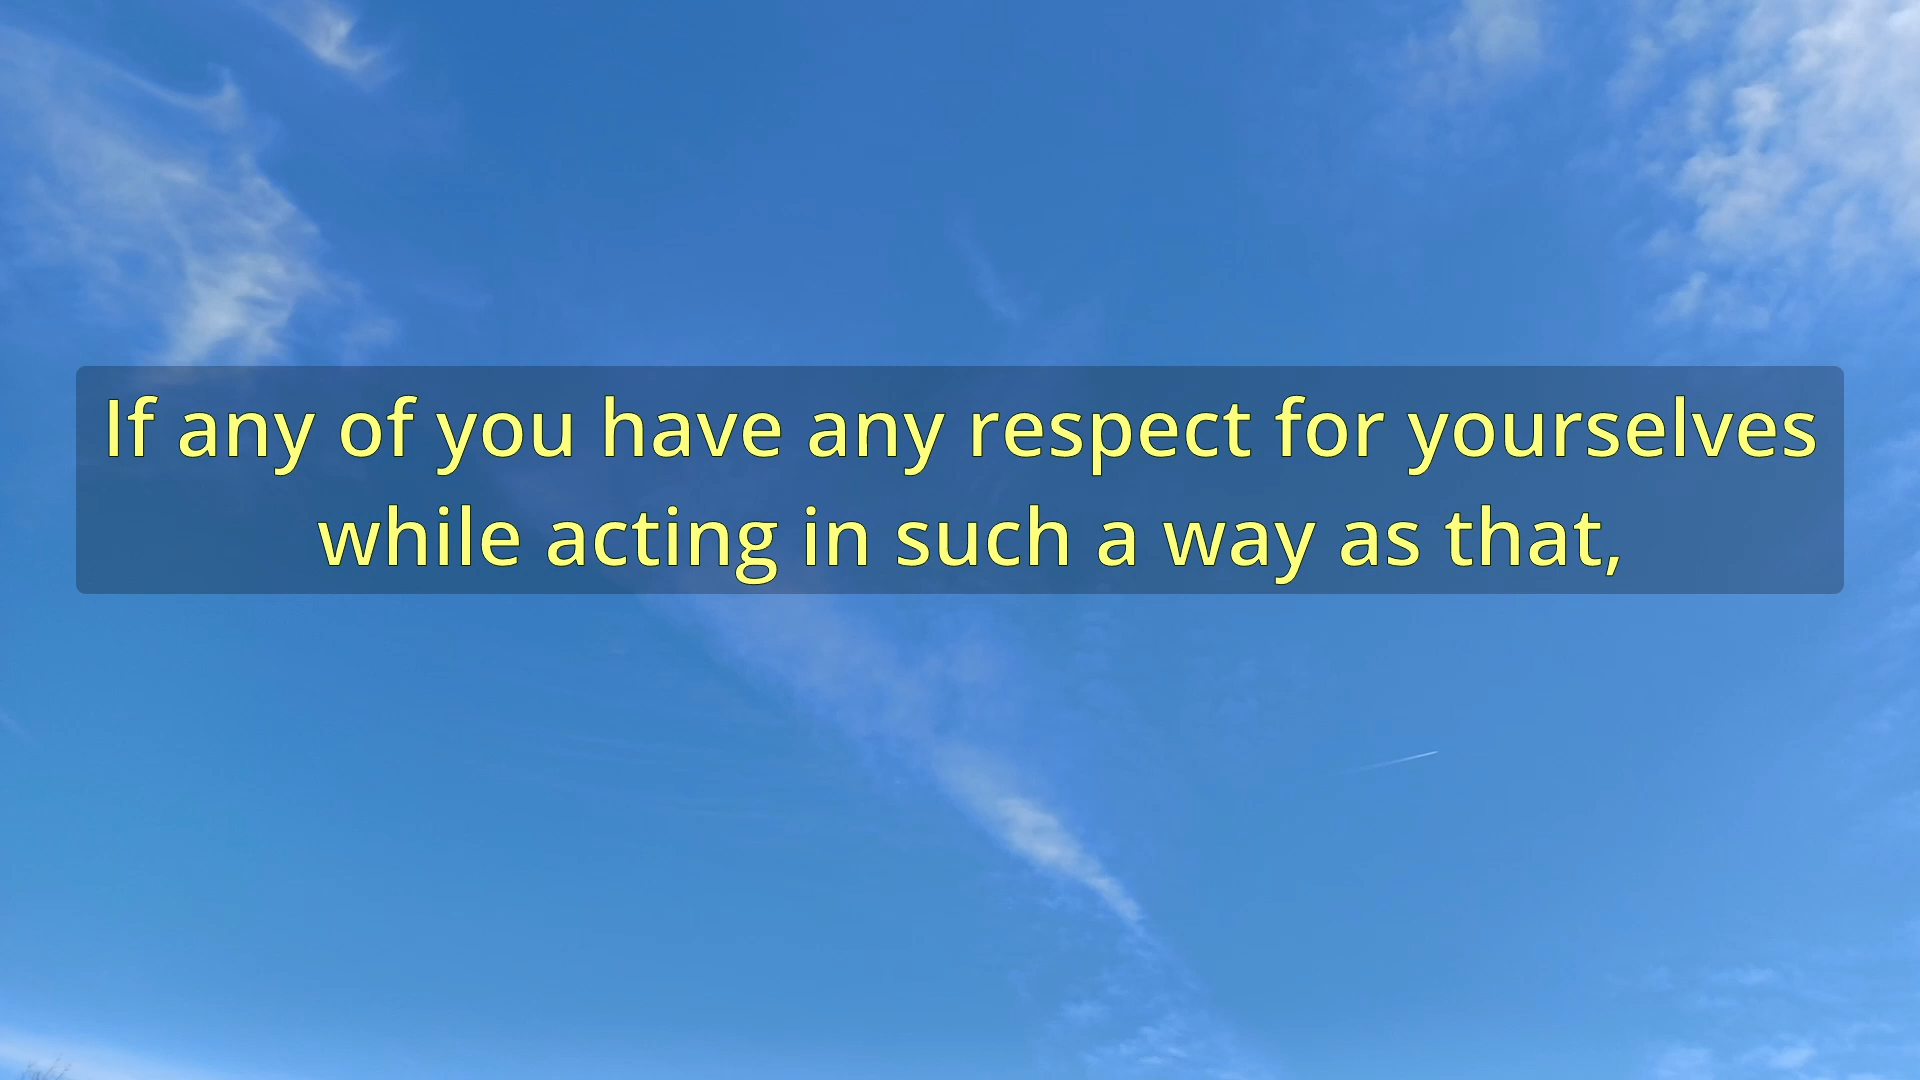 If any of you have any respect for yourselves
while acting in such a way as that,